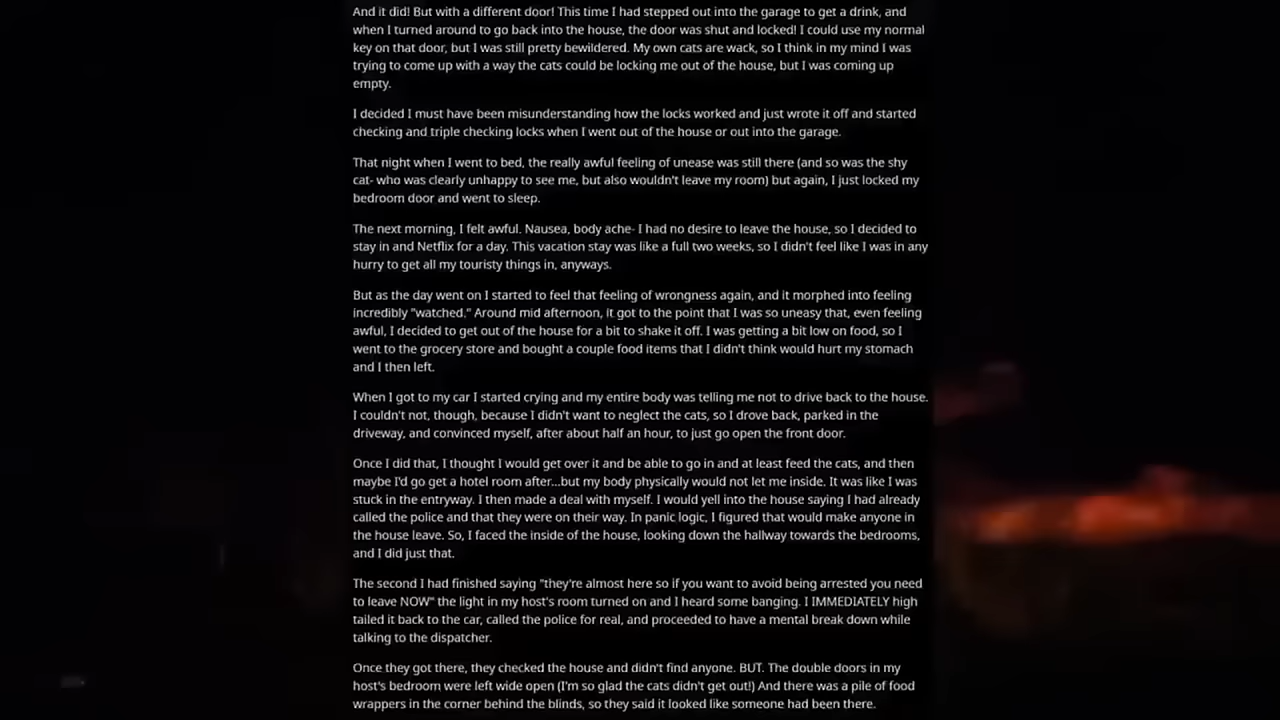 And it did! But with a different door! This time I had stepped out into the garage to get a drink, and
when I turned around to go back into the house, the door was shut and locked! I could use my normal
key on that door, but I was still pretty bewildered. My own cats are wack, so I think in my mind I was
trying to come up with a way the cats could be locking me out of the house, but I was coming up
empty.
I decided I must have been misunderstanding how the locks worked and just wrote it off and started
checking and triple checking locks when I went out of the house or out into the garage.
That night when I went to bed, the really awful feeling of unease was still there (and so was the shy
cat- who was clearly unhappy to see me, but also wouldn't leave my room) but again, I just locked my
bedroom door and went to sleep.
The next morning, I felt awful. Nausea, body ache- I had no desire to leave the house, so I decided to
stay in and Netflix for a day. This vacation stay was like a full two weeks, so I didn't feel like I was in any
hurry to get all my touristy things in, anyways.
But as the day went on I started to feel that feeling of wrongness again, and it morphed into feeling
incredibly "watched." Around mid afternoon, it got to the point that I was so uneasy that, even feeling
awful, I decided to get out of the house for a bit to shake it off. I was getting a bit low on food, so I
went to the grocery store and bought a couple food items that I didn't think would hurt my stomach
and I then left.
When I got to my car I started crying and my entire body was telling me not to drive back to the house.
I couldn't not, though, because I didn't want to neglect the cats, so I drove back, parked in the
driveway, and convinced myself, after about half an hour, to just go open the front door.
Once I did that, I thought I would get over it and be able to go in and at least feed the cats, and then
maybe I'd go get a hotel room after...but my body physically would not let me inside. It was like I was
stuck in the entryway. I then made a deal with myself. I would yell into the house saying I had already
called the police and that they were on their way. In panic logic, I figured that would make anyone in
the house leave. So, I faced the inside of the house, looking down the hallway towards the bedrooms,
and I did just that.
The second I had finished saying "they're almost here so if you want to avoid being arrested you need
to leave NOW" the light in my host's room turned on and I heard some banging. I IMMEDIATELY high
tailed it back to the car, called the police for real, and proceeded to have a mental break down while
talking to the dispatcher.
Once they got there, they checked the house and didn't find anyone. BUT. The double doors in my
host's bedroom were left wide open (I'm so glad the cats didn't get out!) And there was a pile of food
wrappers in the corner behind the blinds, so they said it looked like someone had been there.